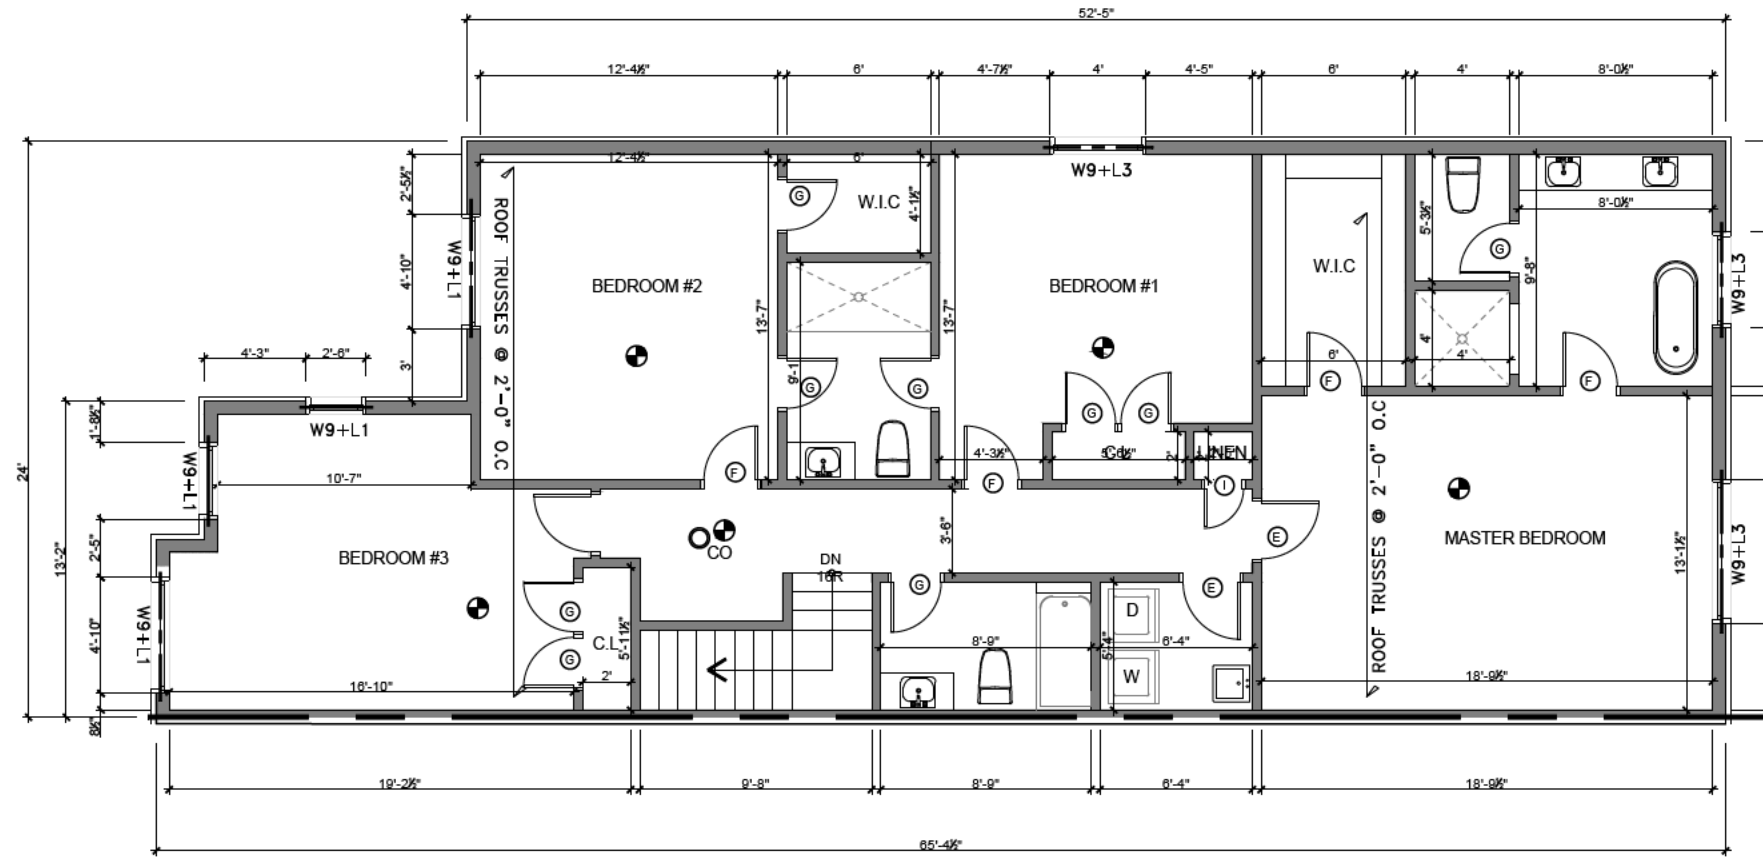 52'-5"
12'-4½" 6' 4'-7½" 4' 4'-5" 6' 4' 8'-0½"
12'-4½" 6'
W9+L3
2'-5½"
4'-10"
3'
W9+L1
ROOF TRUSSES @ 2'-0" O.C
BEDROOM #2
13'-7"
G
W.I.C
4'-1½"
9'-1
G G
F
13'-7"
BEDROOM #1
G G
4'-3½"
F
LINEN
I
W.I.C
6'
F
5'-3½"
G
9'-8"
8'-0½"
4'
4'
F
W9+L3
4'-3" 2'-6"
W9+L1
1'-8½"
24'
13'-2"
W9+L1
10'-7"
2'-5"
4'-10"
8½"
W9+L1
BEDROOM #3
16'-10"
G
G
C.L
2'
5'-11½"
CO
DN
16R
3'-6"
G
8'-9"
E
E
D
W
5'-4"
6'-4"
ROOF TRUSSES @ 2'-0" O.C
MASTER BEDROOM
13'-1½"
18'-9½"
W9+L3
19'-2½" 9'-8" 8'-9" 6'-4" 18'-9½"
65'-4½"